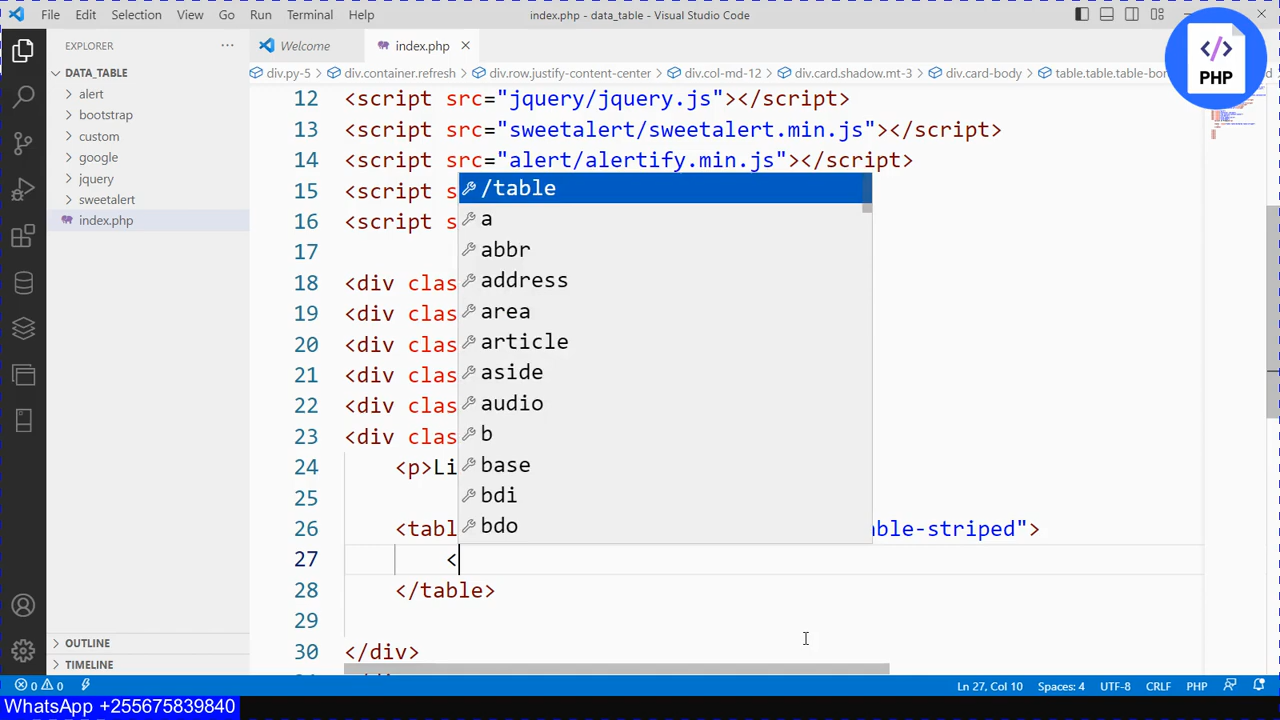 File Edit Selection View Go Run Terminal Help
index.php - data_table - Visual Studio Code
</>
PHP
EXPLORER
Welcome
index.php
DATA_TABLE
alert
bootstrap
custom
google
jquery
sweetalert
index.php
OUTLINE
TIMELINE
div.py-5 > div.container.refresh > div.row.justify-content-center > div.col-md-12 > div.card.shadow.mt-3 > div.card-body > table.table.table-bor
12 <script src="jquery/jquery.js"></script>
13 <script src="sweetalert/sweetalert.min.js"></script>
14 <script src="alert/alertify.min.js"></script>
15 <script s
16 <script s
17
18 <div clas
19 <div clas
20 <div clas
21 <div clas
22 <div clas
23 <div clas
24 <p>Li
25
26 <tabl ble-striped">
27 <
28 </table>
29
30 </div>
/table
a
abbr
address
area
article
aside
audio
b
base
bdi
bdo
0 0
Ln 27, Col 10 Spaces: 4 UTF-8 CRLF PHP
WhatsApp +255675839840